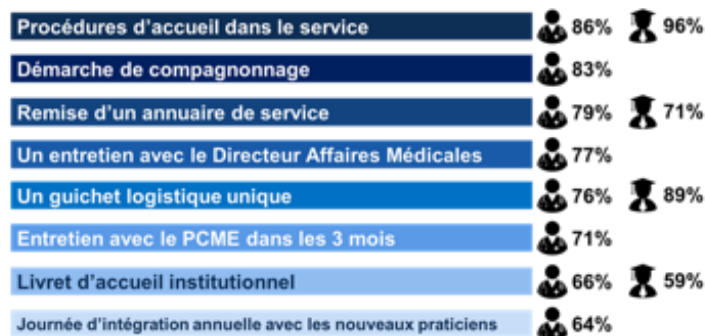 Procédures d'accueil dans le service 86% 96%
Démarche de compagnonnage 83%
Remise d'un annuaire de service 79% 71%
Un entretien avec le Directeur Affaires Médicales 77%
Un guichet logistique unique 76% 89%
Entretien avec le PCME dans les 3 mois 71%
Livret d'accueil institutionnel 66% 59%
Journée d'intégration annuelle avec les nouveaux praticiens 64%